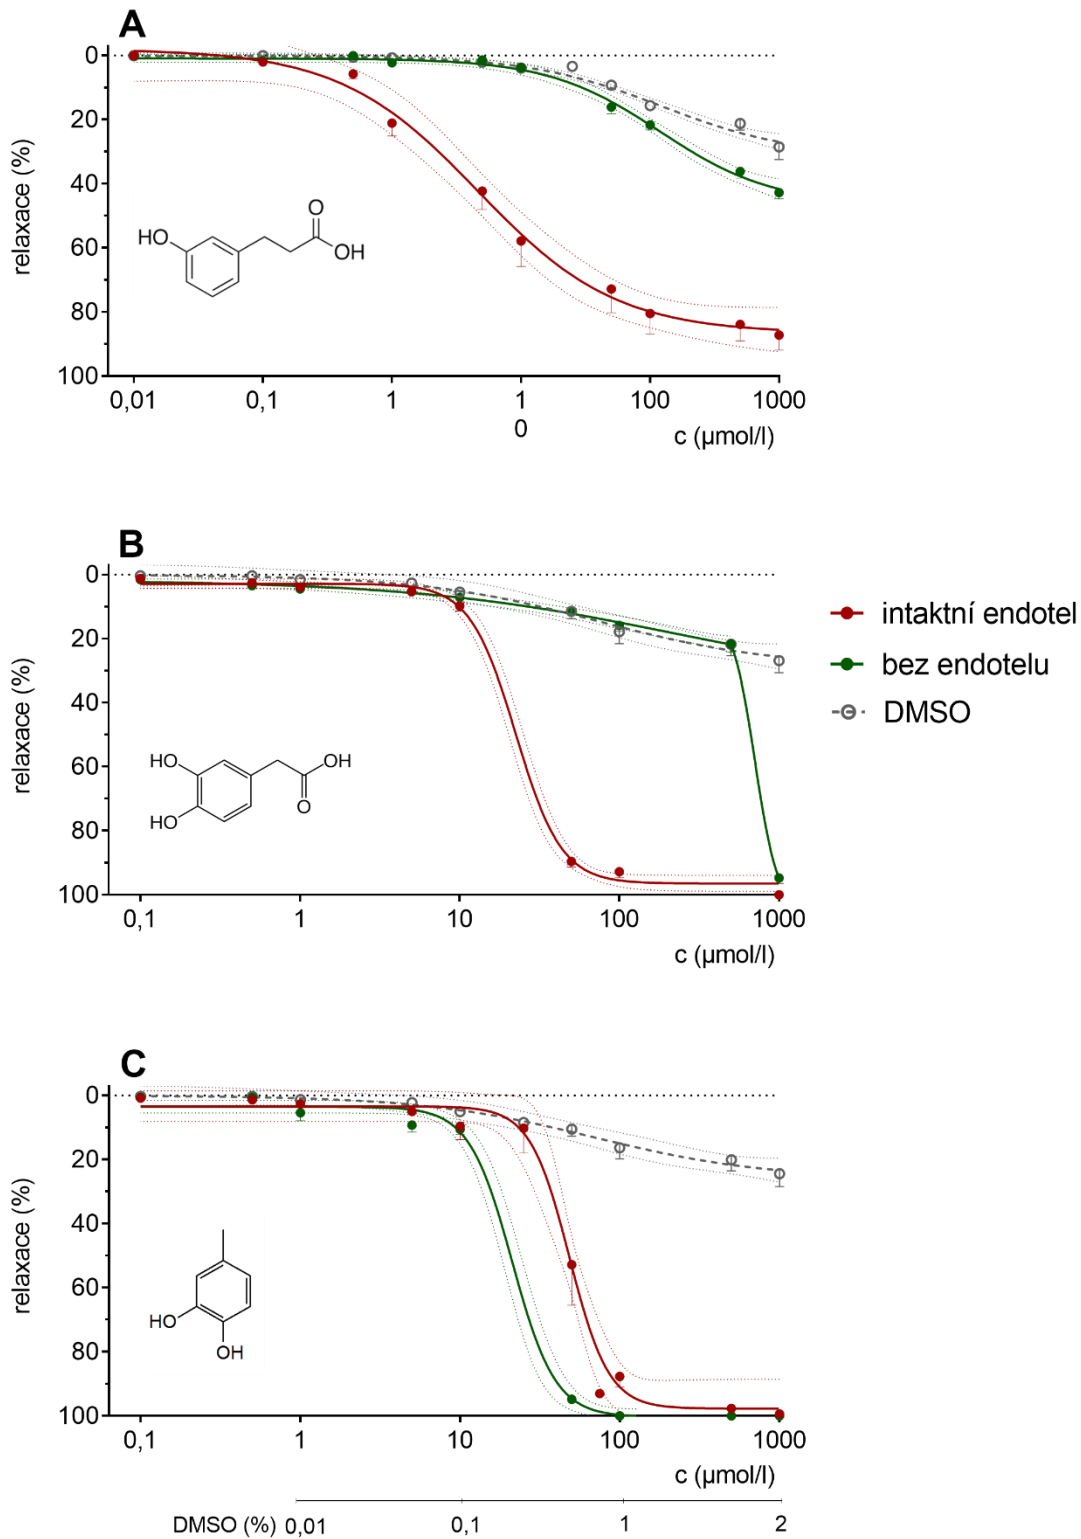 A
0
20
40
60
80
100
relaxace (%)
HO
O
OH
0,01
0,1
1
1
0
100
1000
c (µmol/l)
B
0
20
40
60
80
100
relaxace (%)
HO
HO
OH
O
0,1
1
10
100
1000
c (µmol/l)
intaktní endotel
bez endotelu
DMSO
C
0
20
40
60
80
100
relaxace (%)
HO
OH
0,1
1
10
100
1000
c (µmol/l)
DMSO (%) 0,01 0,1 1 2